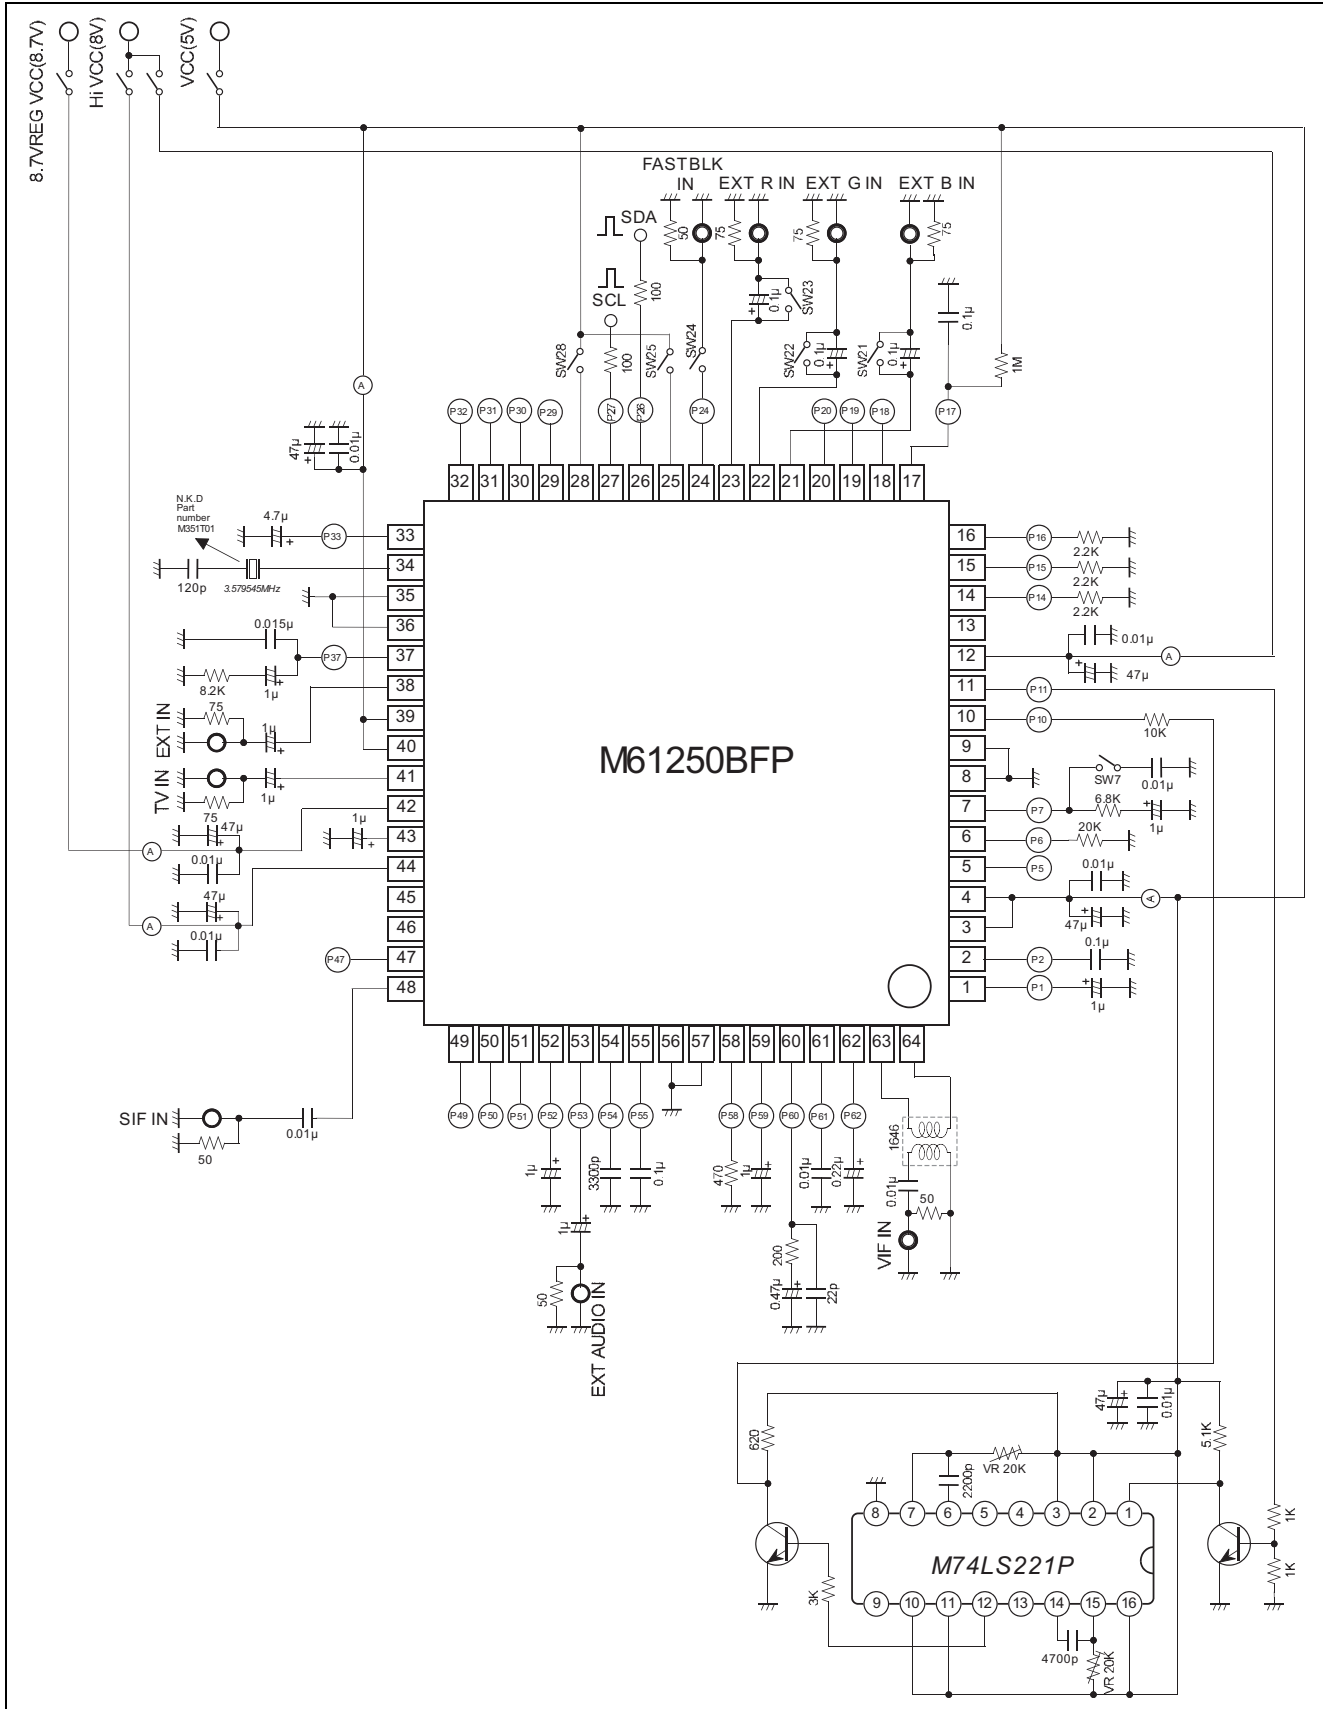 8.7VREG VCC(8.7V)
Hi VCC(8V)
VCC(5V)
FASTBLK
IN
EXT R IN
EXT G IN
EXT B IN
SDA
SCL
50
75
75
75
100
100
0.1µ
SW23
SW28
SW25
SW24
SW22
0.1µ
SW21
0.1µ
0.1µ
1M
A
47µ
0.01µ
P32
P31
P30
P29
P27
P26
P24
P20
P19
P18
P17
32
31
30
29
28
27
26
25
24
23
22
21
20
19
18
17
N.K.D
Part
number
M351T01
4.7µ
P33
33
120p
3.579545MHz
34
35
36
0.015µ
P37
37
8.2K
1µ
38
75
EXT IN
1µ
39
40
TV IN
1µ
75
41
42
47µ
A
0.01µ
1µ
43
44
47µ
A
0.01µ
45
46
P47
47
48
M61250BFP
16
P16
2.2K
15
P15
2.2K
14
P14
2.2K
13
12
0.01µ
47µ
A
11
P11
10
P10
10K
9
8
7
P7
SW7
0.01µ
6.8K
1µ
6
P6
20K
5
P5
4
0.01µ
47µ
A
3
2
P2
0.1µ
1
P1
1µ
49
50
51
52
53
54
55
56
57
58
59
60
61
62
63
64
P49
P50
P51
P52
P53
P54
P55
P58
P59
P60
P61
P62
SIF IN
50
0.01µ
1µ
3300p
0.1µ
470
1µ
0.01µ
0.22µ
1646
0.01µ
50
VIF IN
1µ
50
EXT AUDIO IN
200
0.47µ
22p
47µ
0.01µ
5.1K
620
VR 20K
2200p
8
7
6
5
4
3
2
1
M74LS221P
9
10
11
12
13
14
15
16
3K
4700p
VR 20K
1K
1K